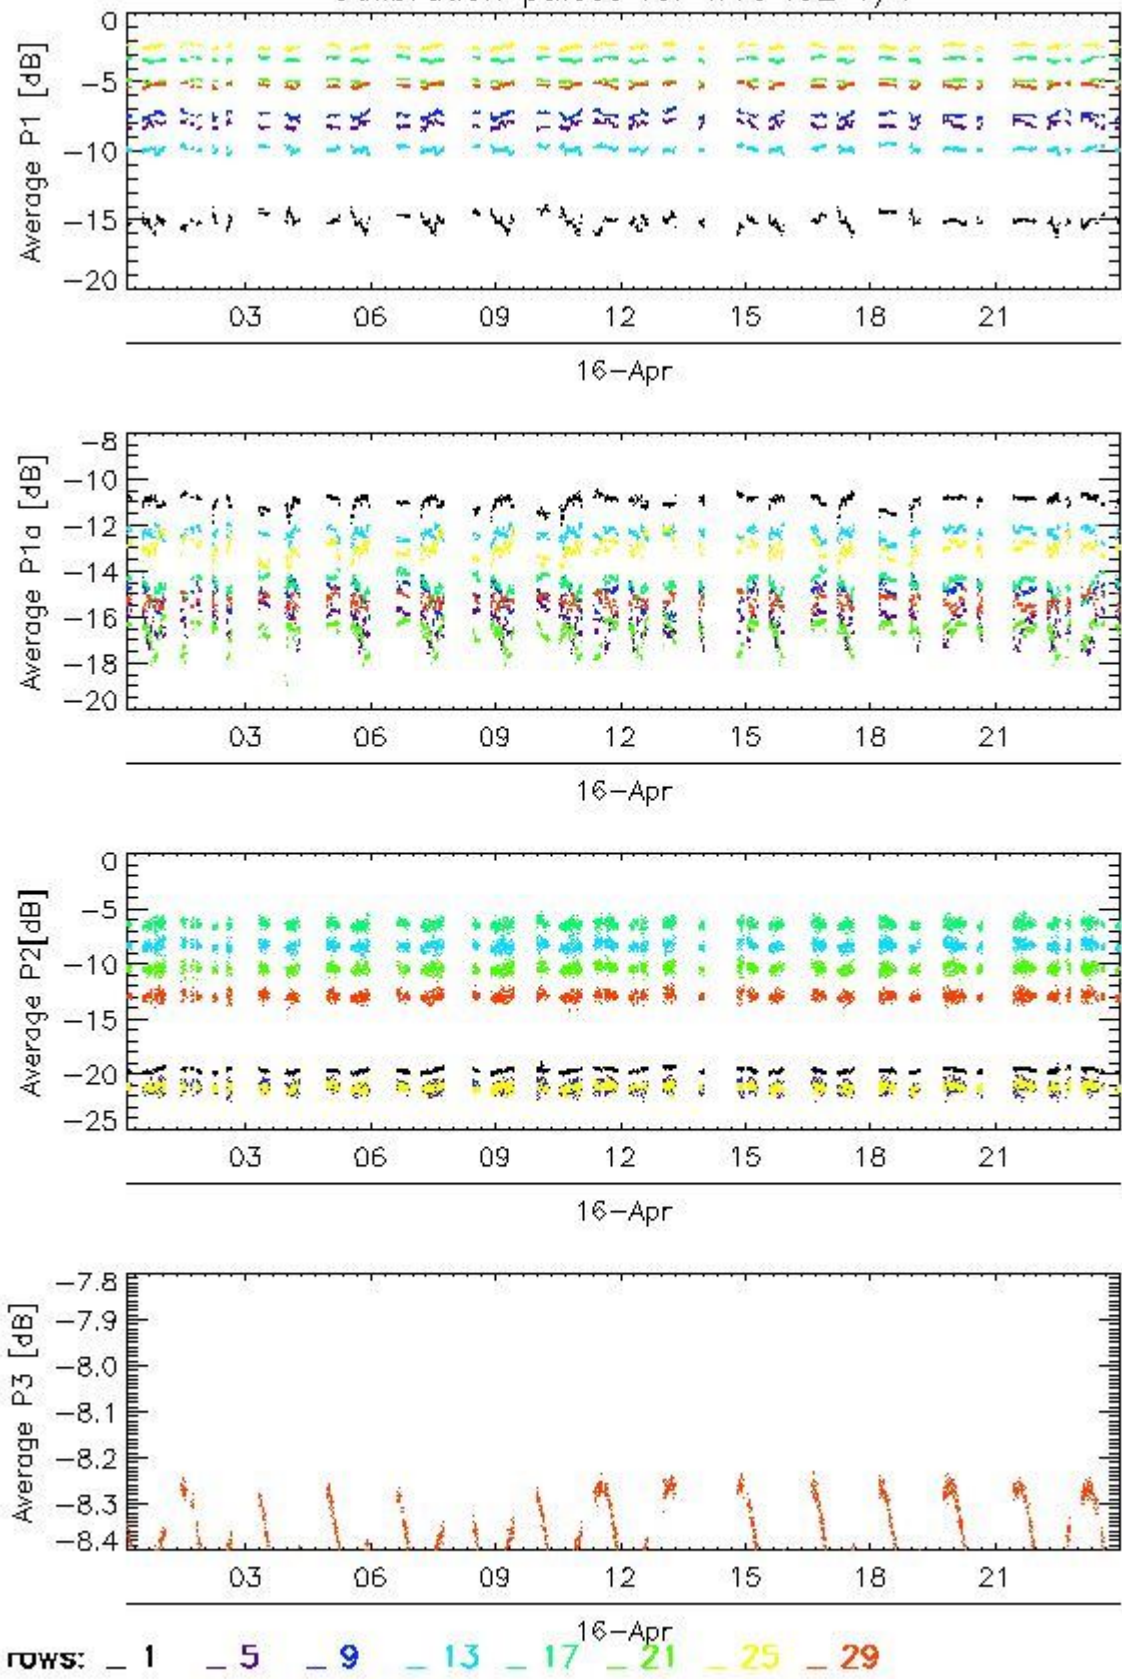 0
-5
-10
-15
-20
Average P1 [dB]
03 06 09 12 15 18 21
16-Apr
-8
-10
-12
-14
-16
-18
-20
Average P1a [dB]
03 06 09 12 15 18 21
16-Apr
0
-5
-10
-15
-20
-25
Average P2[dB]
03 06 09 12 15 18 21
16-Apr
-7.8
-7.9
-8.0
-8.1
-8.2
-8.3
-8.4
Average P3 [dB]
03 06 09 12 15 18 21
16-Apr
rows: _ 1 _ 5 _ 9 _ 13 _ 17 _ 21 _ 25 _ 29